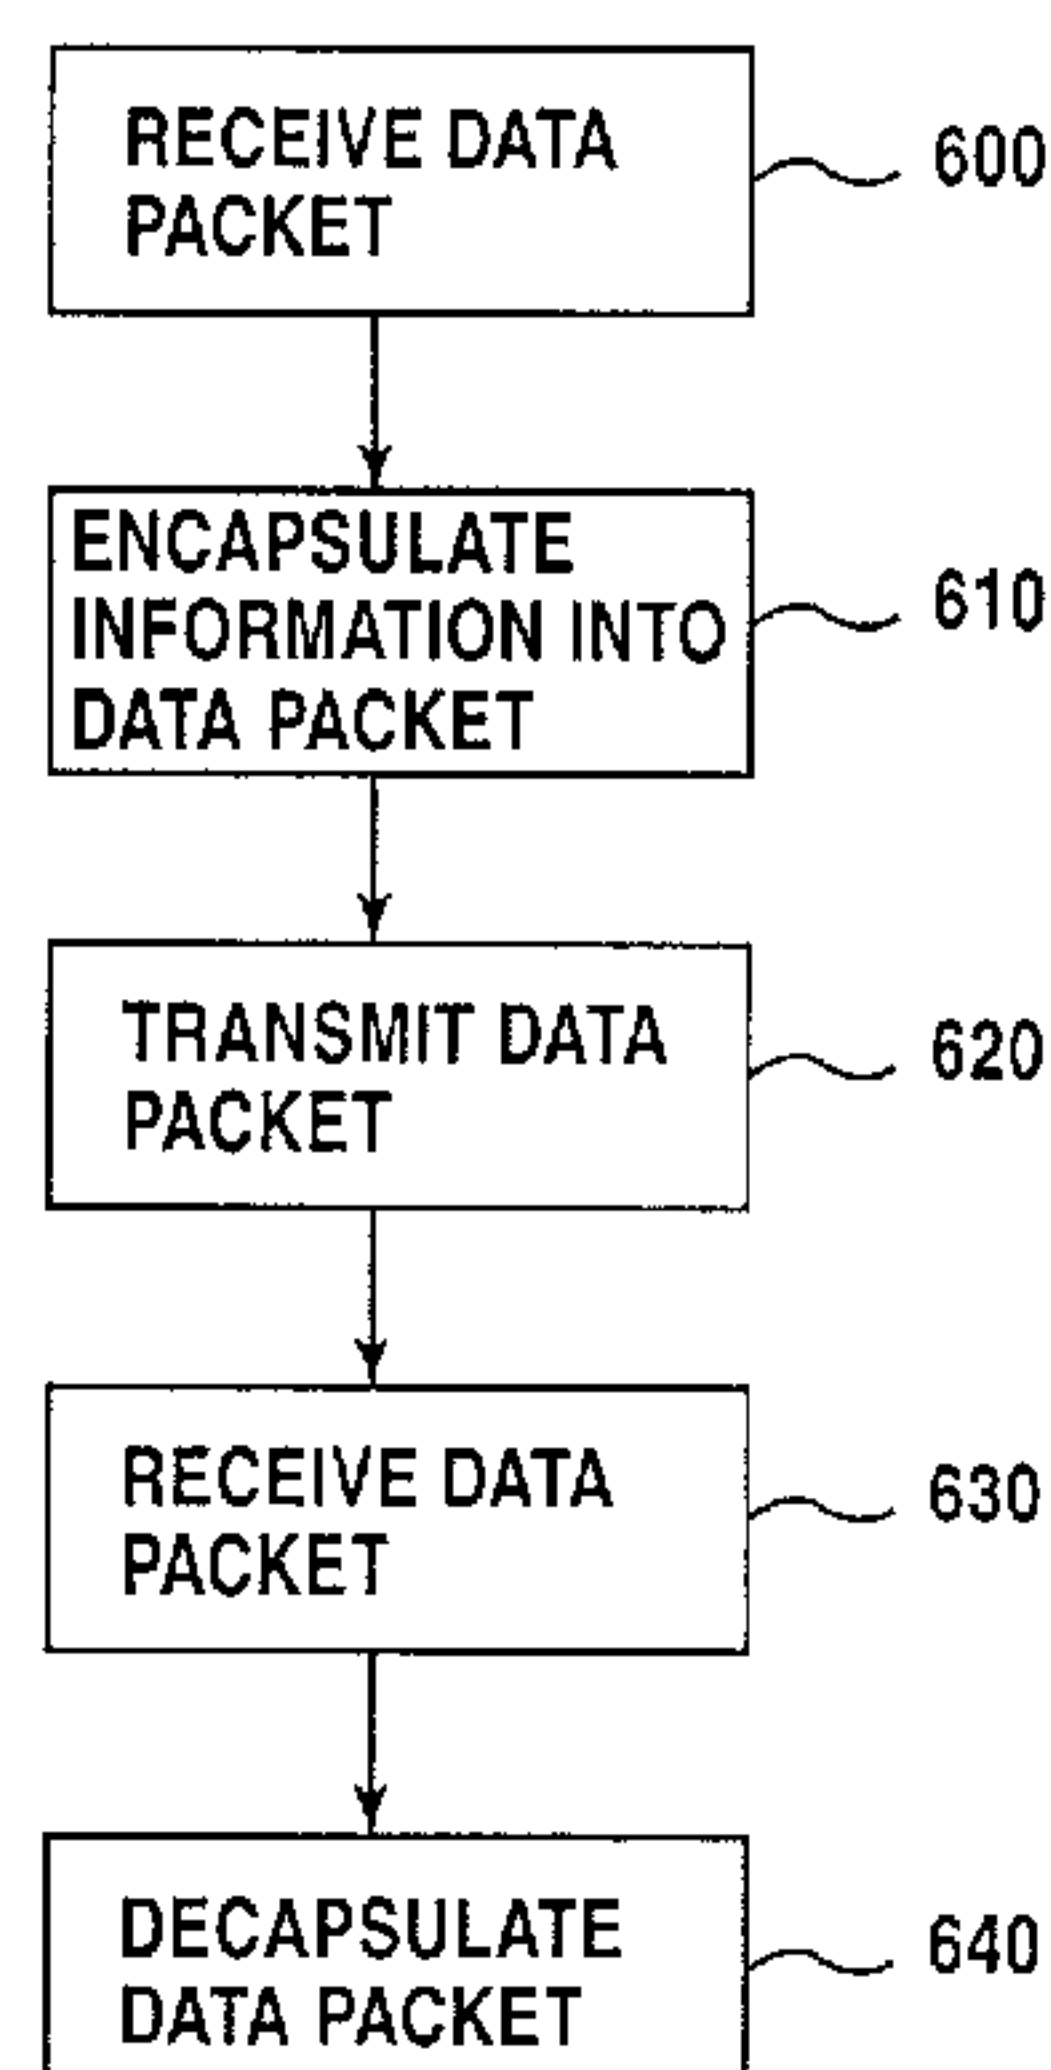 RECEIVE DATA
PACKET
600
ENCAPSULATE
INFORMATION INTO
DATA PACKET
610
TRANSMIT DATA
PACKET
620
RECEIVE DATA
PACKET
630
DECAPSULATE
DATA PACKET
640